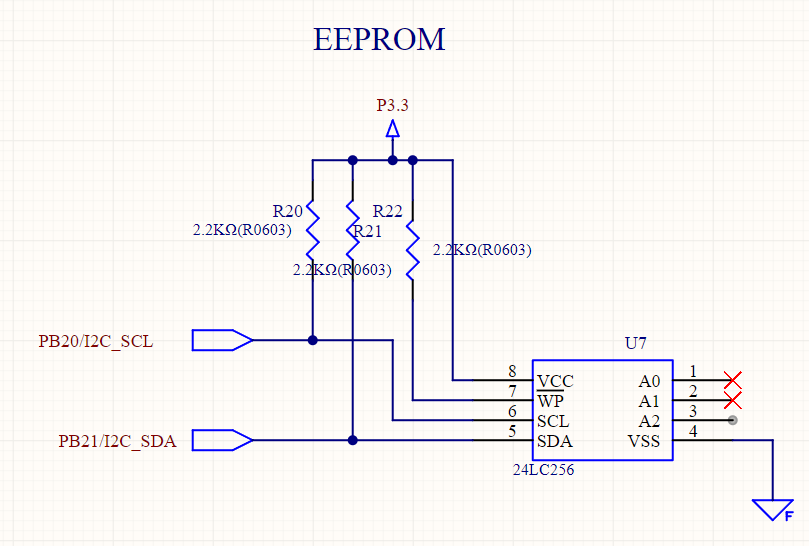 EEPROM
P3.3
R20
R22
2.2KΩ(R0603)
R21
2.2KΩ(R0603)
2.2KΩ(R0603)
PB20/I2C_SCL
U7
8
VCC
A0
1
7
WP
A1
2
6
SCL
A2
3
5
SDA
VSS
4
PB21/I2C_SDA
24LC256
F